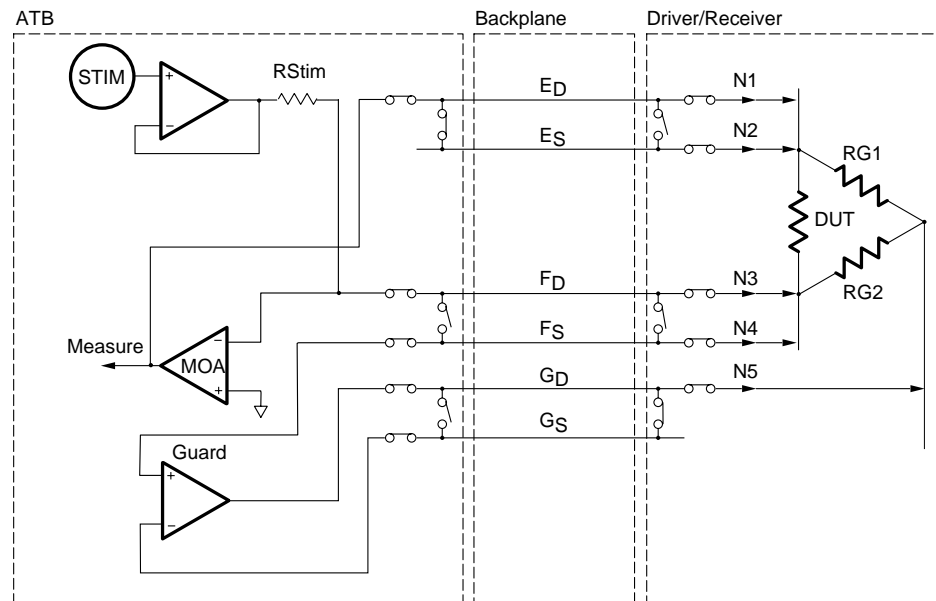 ATB
Backplane
Driver/Receiver
STIM
+
−
RStim
ED
N1
ES
N2
RG1
DUT
RG2
FD
N3
FS
N4
Measure
−
MOA
+
GD
N5
GS
Guard
+
−